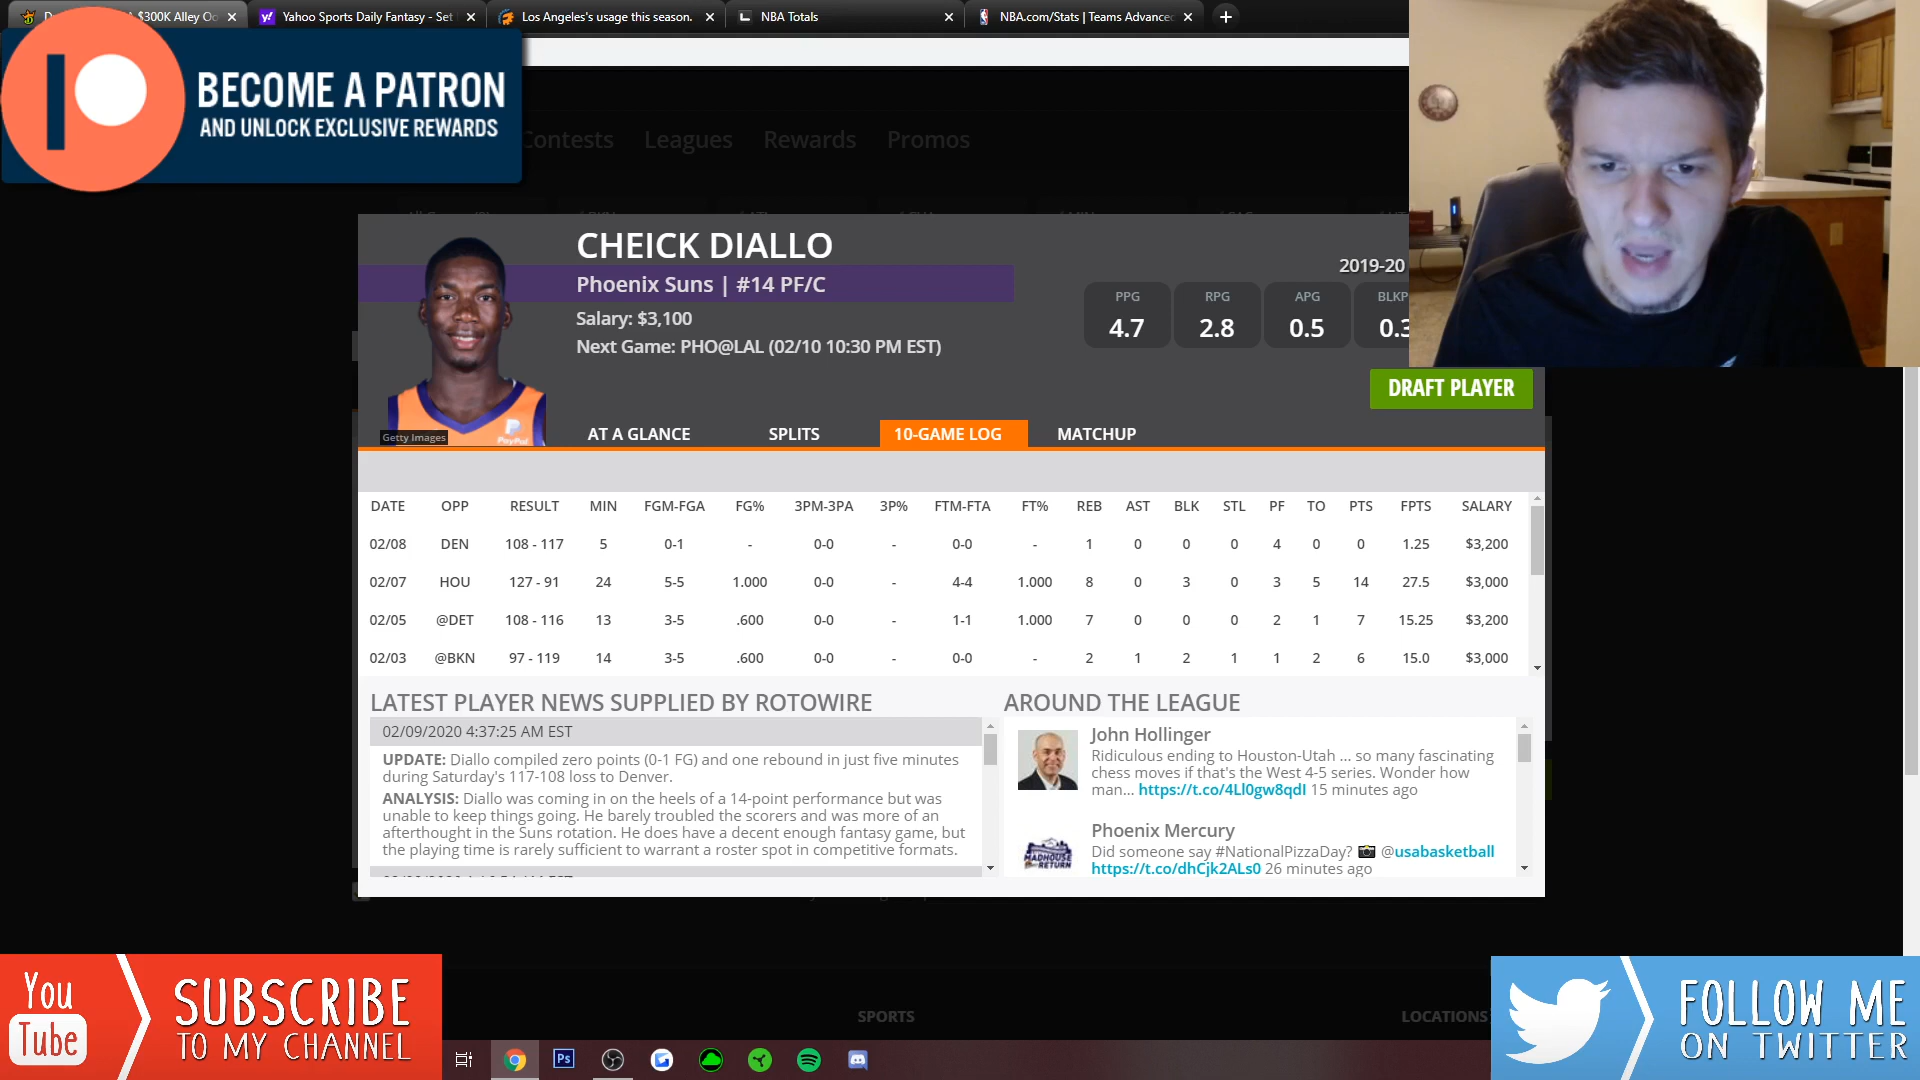 $300K Alley Oo
Yahoo Sports Daily Fantasy - Set
Los Angeles's usage this season.
NBA Totals
NBA.com/Stats | Teams Advanced
BECOME A PATRON
AND UNLOCK EXCLUSIVE REWARDS
Contests Leagues Rewards Promos
CHEICK DIALLO
Phoenix Suns | #14 PF/C
Salary: $3,100
Next Game: PHO@LAL (02/10 10:30 PM EST)
2019-20
PPG RPG APG BLKP
4.7 2.8 0.5 0.3
DRAFT PLAYER
Getty Images
PayPal
AT A GLANCE SPLITS 10-GAME LOG MATCHUP
DATE OPP RESULT MIN FGM-FGA FG% 3PM-3PA 3P% FTM-FTA FT% REB AST BLK STL PF TO PTS FPTS SALARY
02/08 DEN 108 - 117 5 0-1 - 0-0 - 0-0 - 1 0 0 0 4 0 0 1.25 $3,200
02/07 HOU 127 - 91 24 5-5 1.000 0-0 - 4-4 1.000 8 0 3 0 3 5 14 27.5 $3,000
02/05 @DET 108 - 116 13 3-5 .600 0-0 - 1-1 1.000 7 0 0 0 2 1 7 15.25 $3,200
02/03 @BKN 97 - 119 14 3-5 .600 0-0 - 0-0 - 2 1 2 1 1 2 6 15.0 $3,000
LATEST PLAYER NEWS SUPPLIED BY ROTOWIRE
02/09/2020 4:37:25 AM EST
UPDATE: Diallo compiled zero points (0-1 FG) and one rebound in just five minutes
during Saturday's 117-108 loss to Denver.
ANALYSIS: Diallo was coming in on the heels of a 14-point performance but was
unable to keep things going. He barely troubled the scorers and was more of an
afterthought in the Suns rotation. He does have a decent enough fantasy game, but
the playing time is rarely sufficient to warrant a roster spot in competitive formats.
AROUND THE LEAGUE
John Hollinger
Ridiculous ending to Houston-Utah ... so many fascinating
chess moves if that's the West 4-5 series. Wonder how
man... https://t.co/4Ll0gw8qdI 15 minutes ago
Phoenix Mercury
Did someone say #NationalPizzaDay? 📷 @usabasketball
https://t.co/dhCjk2ALs0 26 minutes ago
MADHOUSE
RETURN
SPORTS
LOCATIONS
You
Tube
SUBSCRIBE
TO MY CHANNEL
Ps
FOLLOW ME
ON TWITTER